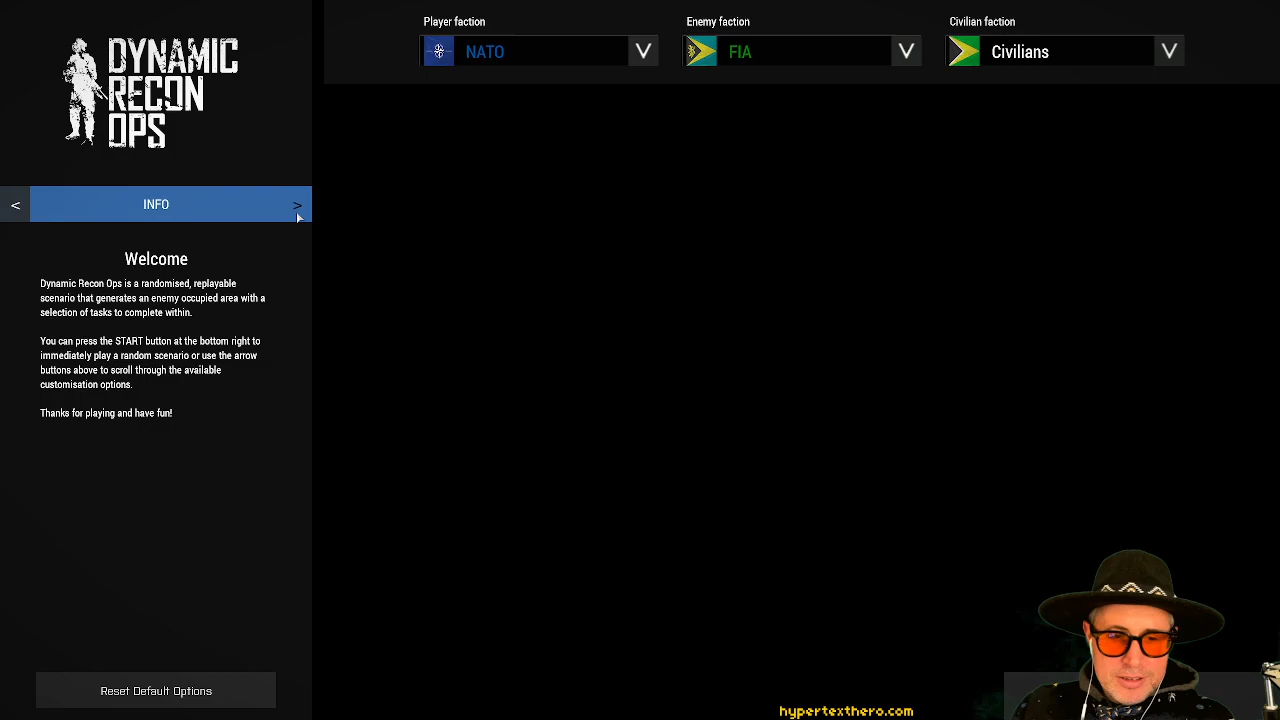 DYNAMIC
RECON
OPS
Player faction
NATO
V
Enemy faction
FIA
V
Civilian faction
Civilians
V
< INFO >
Welcome
Dynamic Recon Ops is a randomised, replayable
scenario that generates an enemy occupied area with a
selection of tasks to complete within.
You can press the START button at the bottom right to
immediately play a random scenario or use the arrow
buttons above to scroll through the available
customisation options.
Thanks for playing and have fun!
Reset Default Options
hypertexthero.com